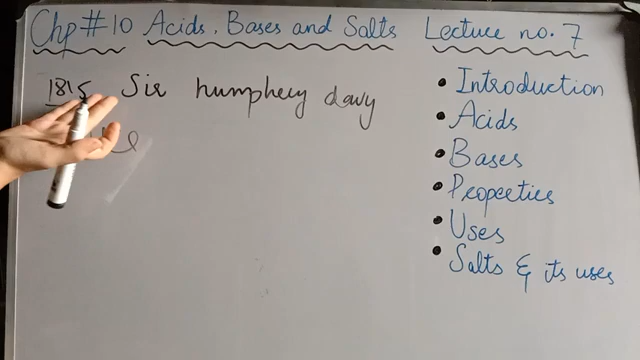 Chp #10 Acids, Bases and Salts
Lecture no. 7
1815 Sir humphery davy
• Introduction
• Acids
• Bases
• Properties
• Uses
• Salts & its uses